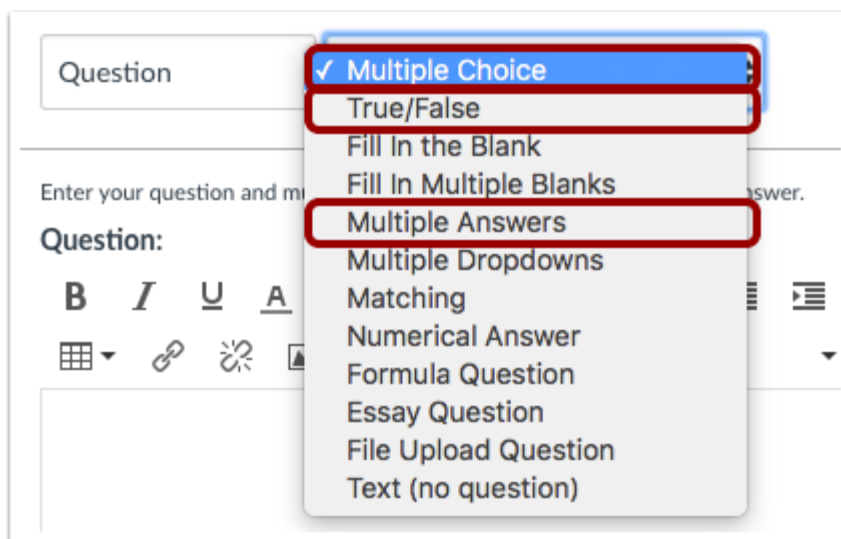 Question
✓ Multiple Choice
True/False
Fill In the Blank
Fill In Multiple Blanks
Enter your question and mu
swer.
Multiple Answers
Question:
Multiple Dropdowns
B I U A
Matching
Numerical Answer
Formula Question
Essay Question
File Upload Question
Text (no question)